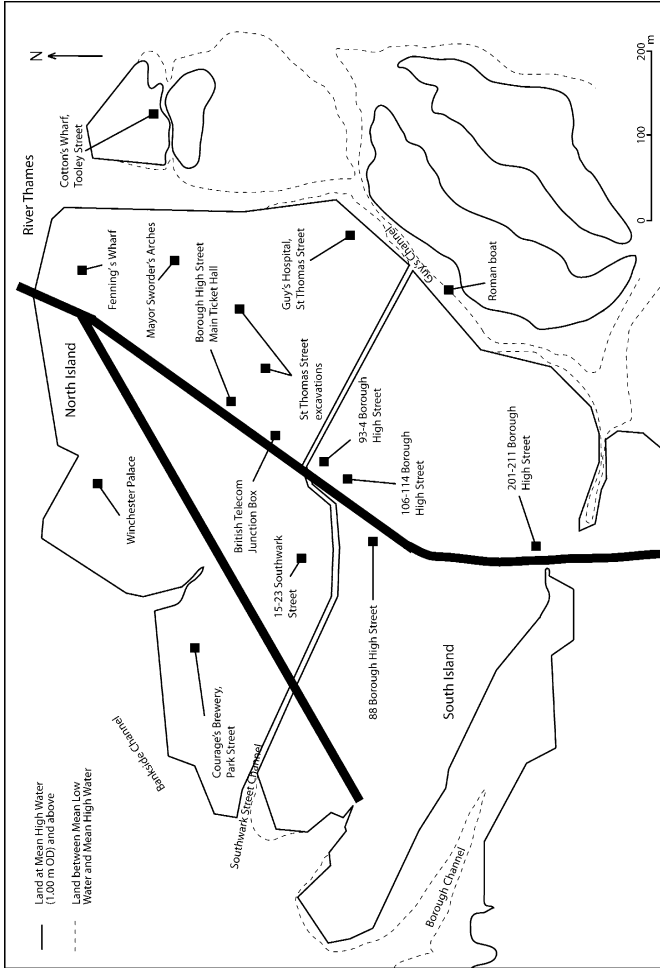 Land at Mean High Water
(1.00 m OD) and above
Land between Mean Low
Water and Mean High Water
River Thames
N
Cotton's Wharf,
Tooley Street
Fenning's Wharf
Mayor Sworder's Arches
North Island
Winchester Palace
Borough High Street
Main Ticket Hall
Guy's Hospital,
St Thomas Street
St Thomas Street
excavations
British Telecom
Junction Box
Bankside Channel
Courage's Brewery,
Park Street
15-23 Southwark
Street
Southwark Street Channel
93-4 Borough
High Street
106-114 Borough
High Street
88 Borough High Street
Guy's Channel
Roman boat
South Island
201-211 Borough
High Street
Borough Channel
0
100
200
m